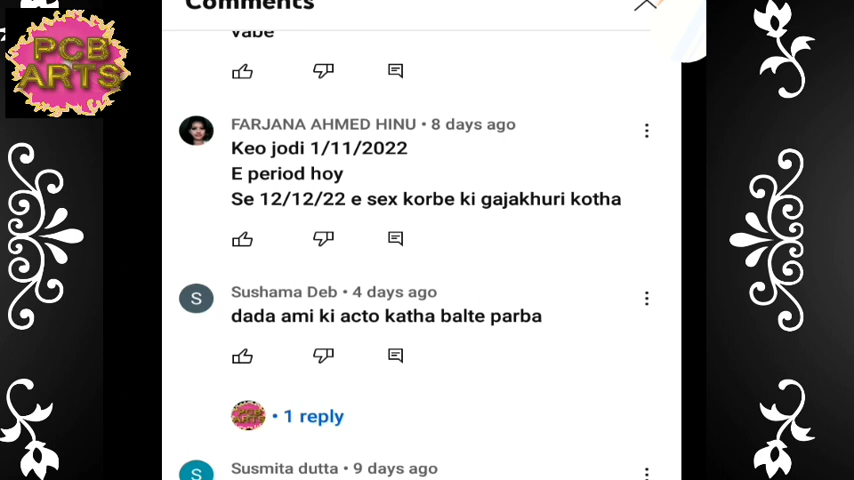 PCB
ARTS
Comments
vabe
FARJANA AHMED HINU • 8 days ago
Keo jodi 1/11/2022
E period hoy
Se 12/12/22 e sex korbe ki gajakhuri kotha
S
Sushama Deb • 4 days ago
dada ami ki acto katha balte parba
PCB
ARTS
• 1 reply
S
Susmita dutta • 9 days ago